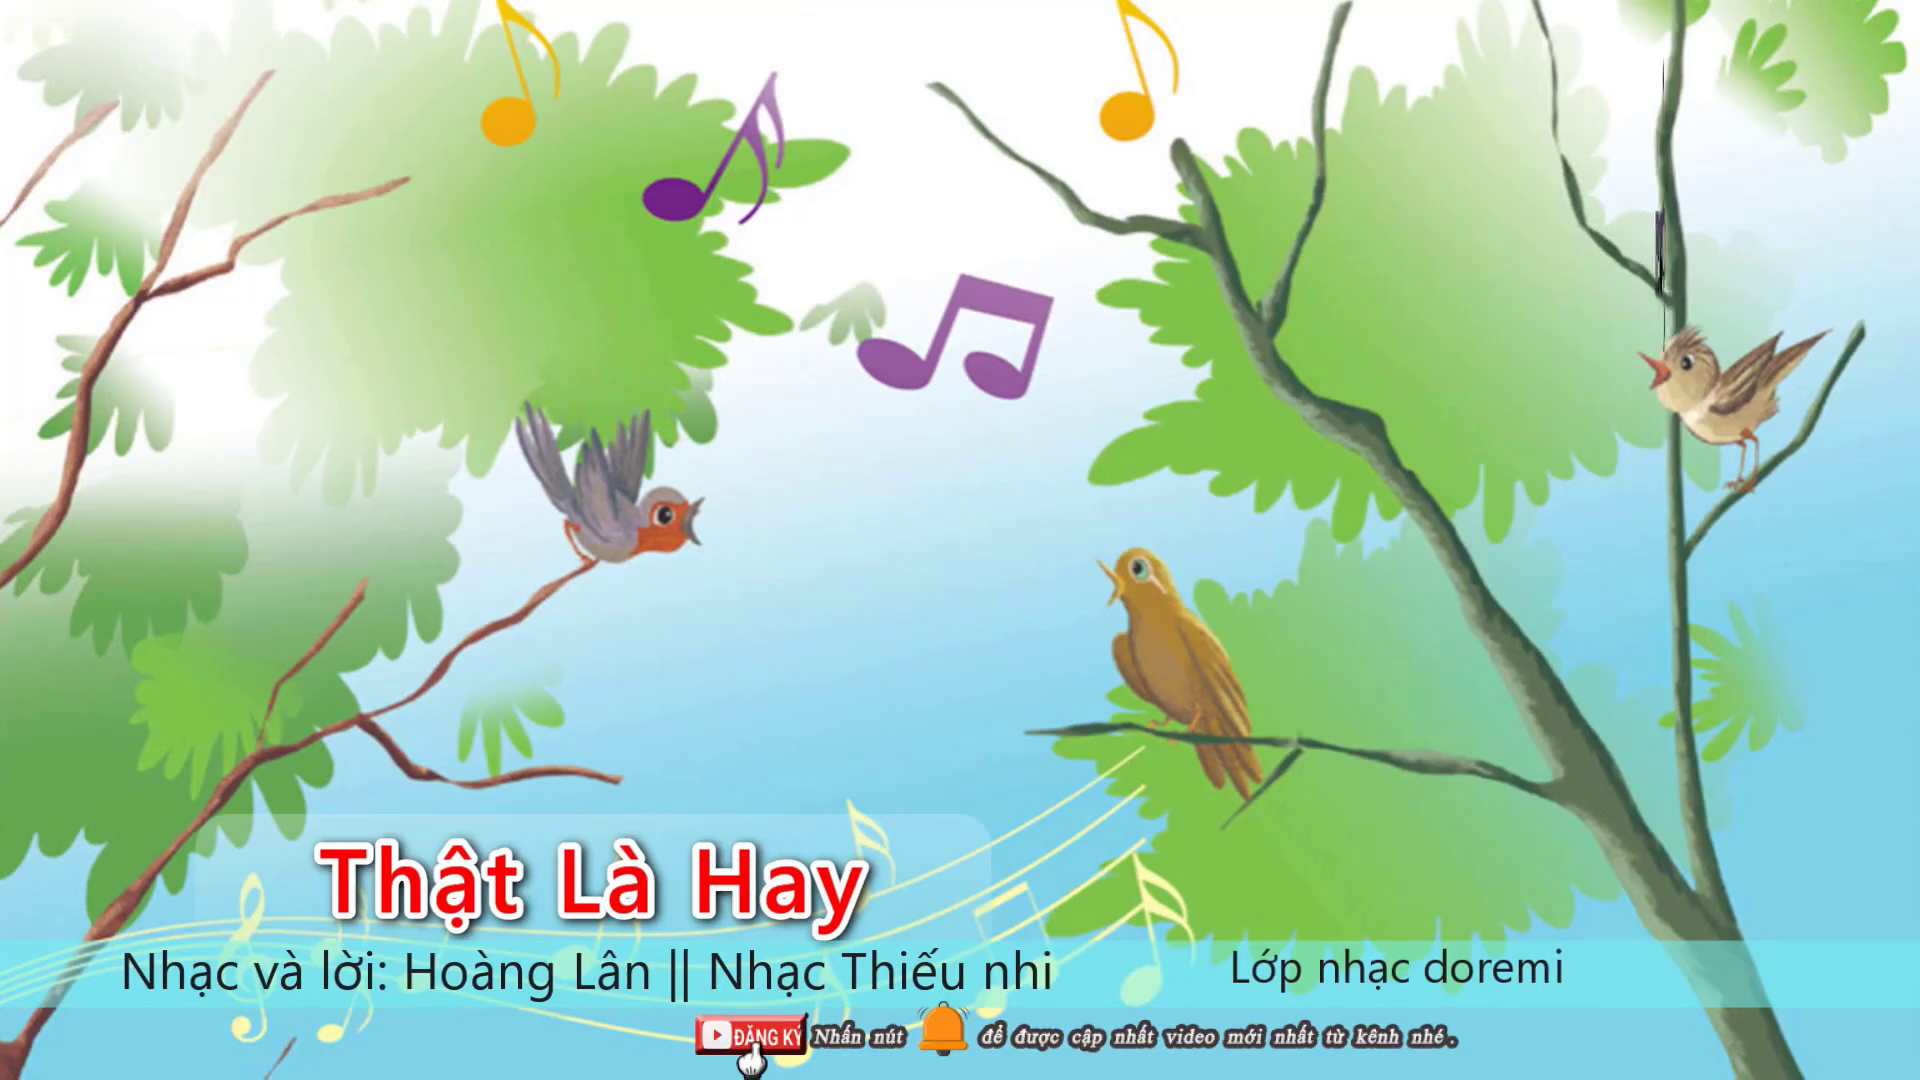 Thật Là Hay
Nhạc và lời: Hoàng Lân || Nhạc Thiếu nhi
Lớp nhạc doremi
ĐĂNG KÝ Nhấn nút để được cập nhất video mới nhất từ kênh nhé .